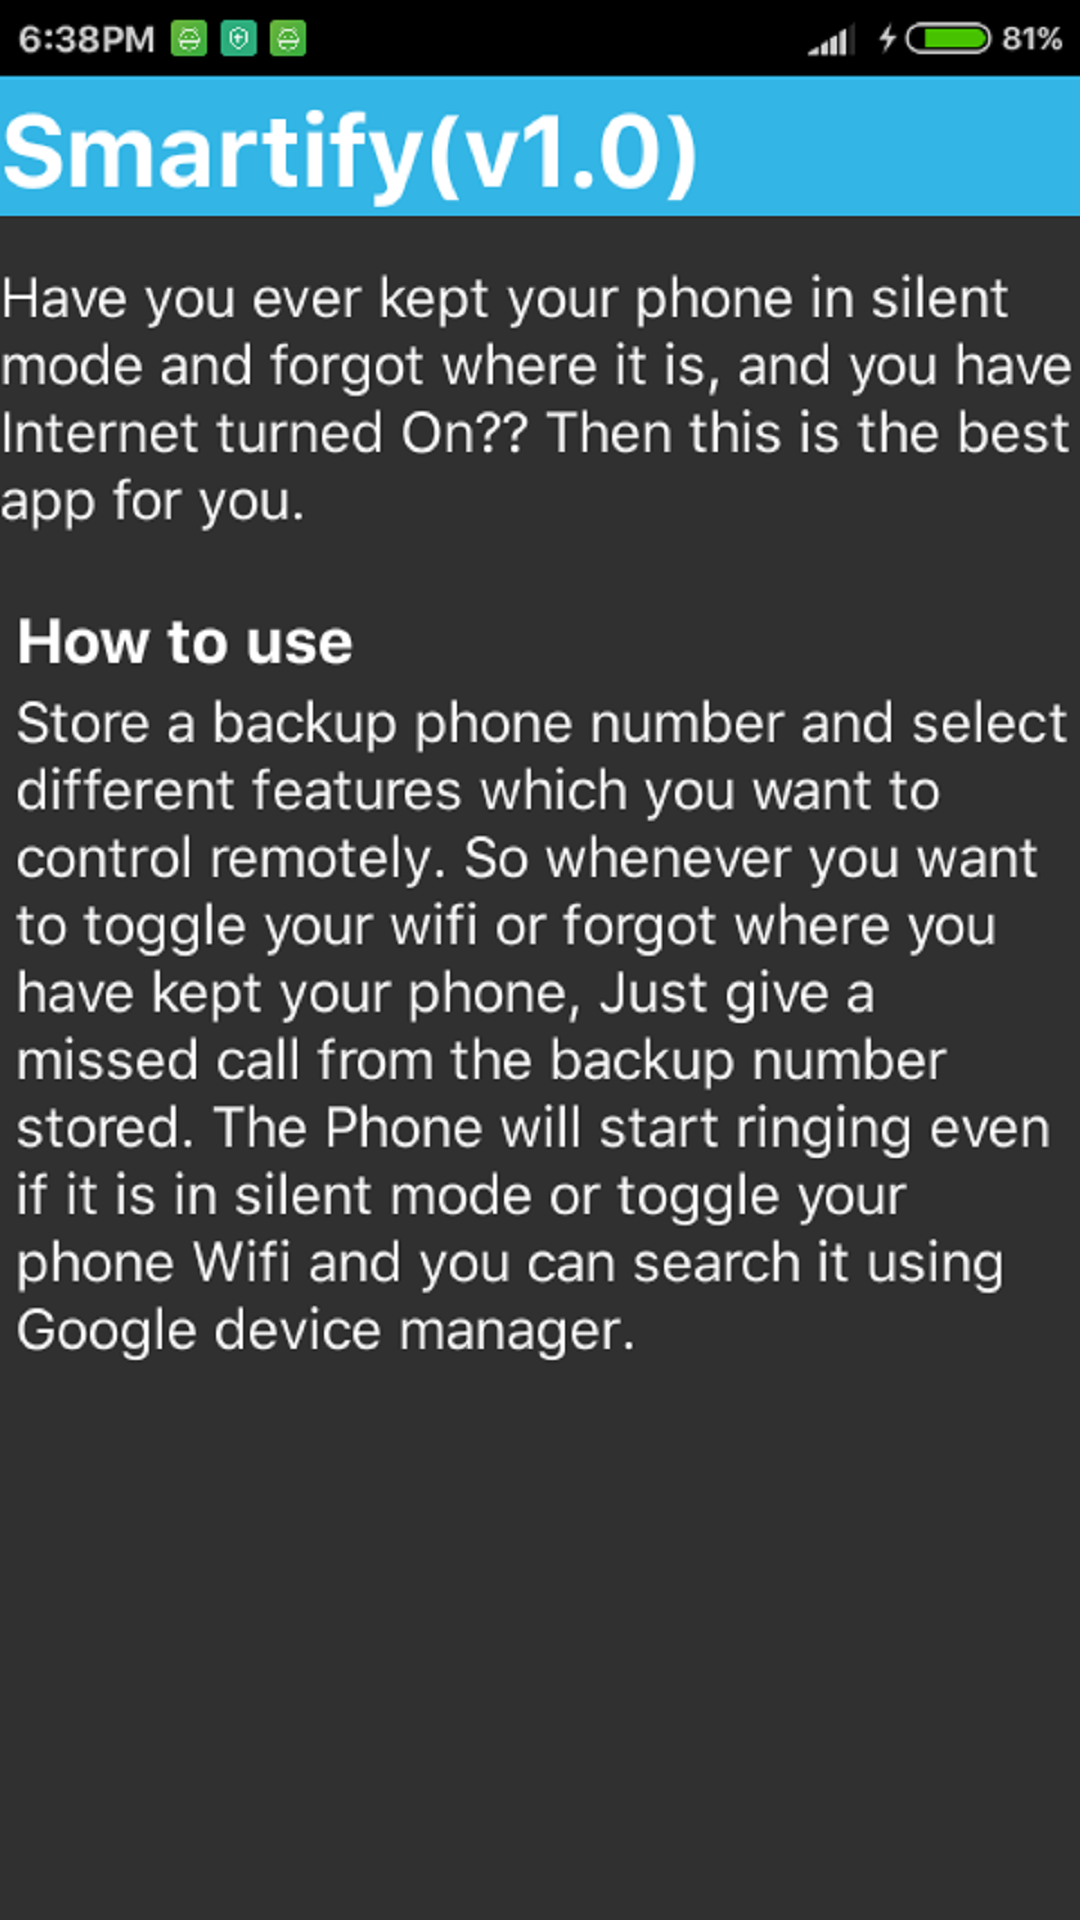 6:38PM 81%
Smartify(v1.0)
Have you ever kept your phone in silent
mode and forgot where it is, and you have
Internet turned On?? Then this is the best
app for you.
How to use
Store a backup phone number and select
different features which you want to
control remotely. So whenever you want
to toggle your wifi or forgot where you
have kept your phone, Just give a
missed call from the backup number
stored. The Phone will start ringing even
if it is in silent mode or toggle your
phone Wifi and you can search it using
Google device manager.